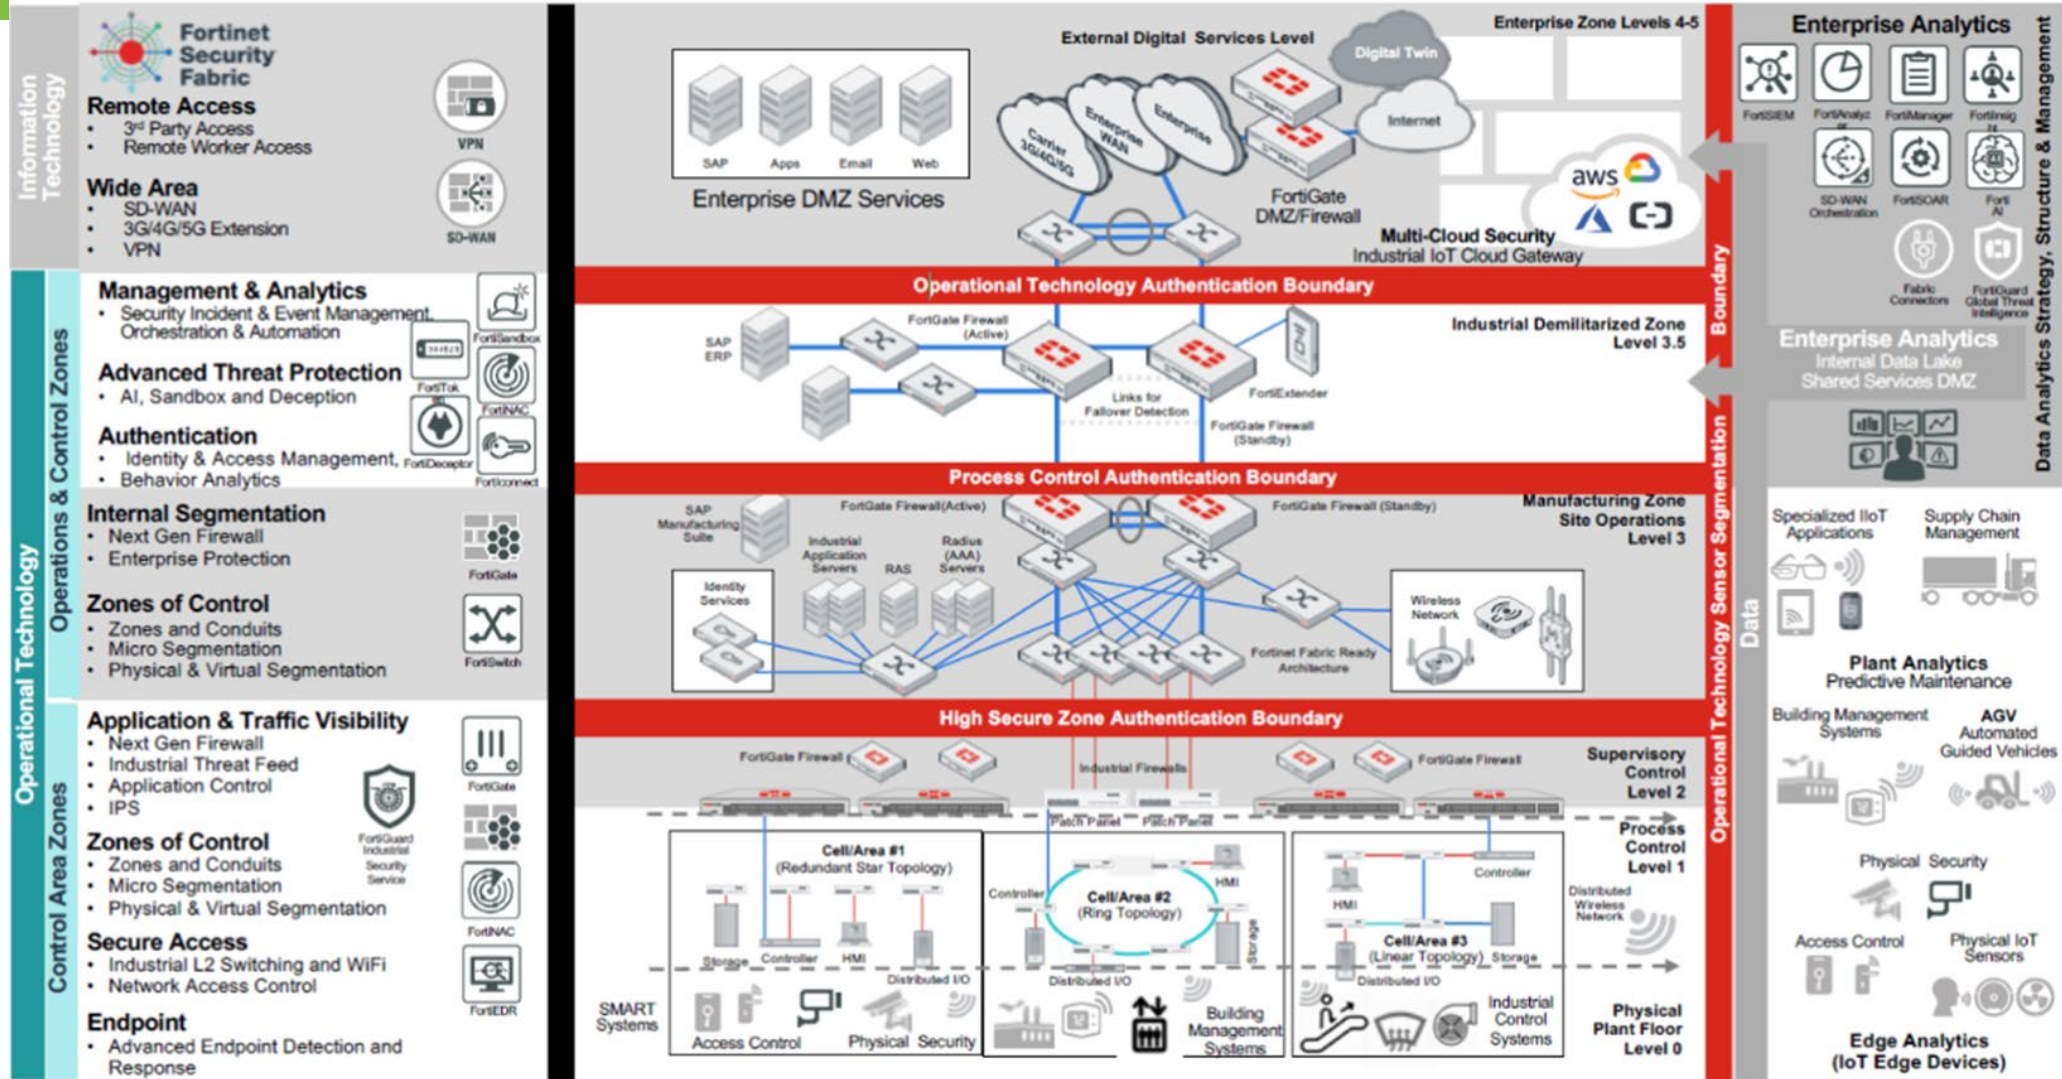 Information
Technology
Operational Technology
Operations & Control Zones
Control Area Zones
Fortinet
Security
Fabric
Remote Access
• 3rd Party Access
• Remote Worker Access
VPN
Wide Area
• SD-WAN
• 3G/4G/5G Extension
• VPN
SD-WAN
Management & Analytics
• Security Incident & Event Management,
Orchestration & Automation
FortiSandbox
Advanced Threat Protection
• AI, Sandbox and Deception
FortiTok
en
FortiNAC
Authentication
• Identity & Access Management,
• Behavior Analytics
FortiDeceptor
Forticonnect
Internal Segmentation
• Next Gen Firewall
• Enterprise Protection
FortiGate
Zones of Control
• Zones and Conduits
• Micro Segmentation
• Physical & Virtual Segmentation
FortiSwitch
Application & Traffic Visibility
• Next Gen Firewall
• Industrial Threat Feed
• Application Control
• IPS
FortiGate
FortiGuard
Industrial
Security
Service
Zones of Control
• Zones and Conduits
• Micro Segmentation
• Physical & Virtual Segmentation
FortiNAC
Secure Access
• Industrial L2 Switching and WiFi
• Network Access Control
FortiEDR
Endpoint
• Advanced Endpoint Detection and
Response
External Digital Services Level
Enterprise Zone Levels 4-5
SAP
Apps
Email
Web
Enterprise DMZ Services
Carrier
3G/4G/5G
Enterprise
WAN
Enterprise
Digital Twin
Internet
FortiGate
DMZ/Firewall
aws
Multi-Cloud Security
Industrial IoT Cloud Gateway
Operational Technology Authentication Boundary
SAP
ERP
FortGate Firewall
(Active)
Industrial Demilitarized Zone
Level 3.5
FortiExtender
Links for
Failover Detection
FortiGate Firewall
(Standby)
Process Control Authentication Boundary
SAP
Manufacturing
Suite
FortGate Firewall(Active)
FortiGate Firewall (Standby)
Manufacturing Zone
Site Operations
Level 3
Industrial
Application
Servers
RAS
Radius
(AAA)
Servers
Identity
Services
Wireless
Network
Fortinet Fabric Ready
Architecture
High Secure Zone Authentication Boundary
FortiGate Firewall
Industrial Firewalls
FortiGate Firewall
Supervisory
Control
Level 2
Patch Panel
Patch Panel
Process
Control
Level 1
Cell/Area #1
(Redundant Star Topology)
Storage
Controller
HMI
Distributed I/O
Controller
Cell/Area #2
(Ring Topology)
HMI
Storage
Distributed I/O
HMI
Controller
Cell/Area #3
(Linear Topology)
Storage
Distributed I/O
Distributed
Wireless
Network
SMART
Systems
Access Control
Physical Security
Building
Management
Systems
Industrial
Control
Systems
Physical
Plant Floor
Level 0
Operational Technology Sensor Segmentation
Boundary
Data
Enterprise Analytics
FortiSIEM
FortiAnalyz
er
FortiManager
FortiInsig
ht
SD-WAN
Orchestration
FortiSOAR
Forti
AI
Fabric
Connectors
FortiGuard
Global Threat
Intelligence
Data Analytics Strategy, Structure & Management
Enterprise Analytics
Internal Data Lake
Shared Services DMZ
Specialized IIoT
Applications
Supply Chain
Management
Plant Analytics
Predictive Maintenance
Building Management
Systems
AGV
Automated
Guided Vehicles
Physical Security
Access Control
Physical IoT
Sensors
Edge Analytics
(IoT Edge Devices)